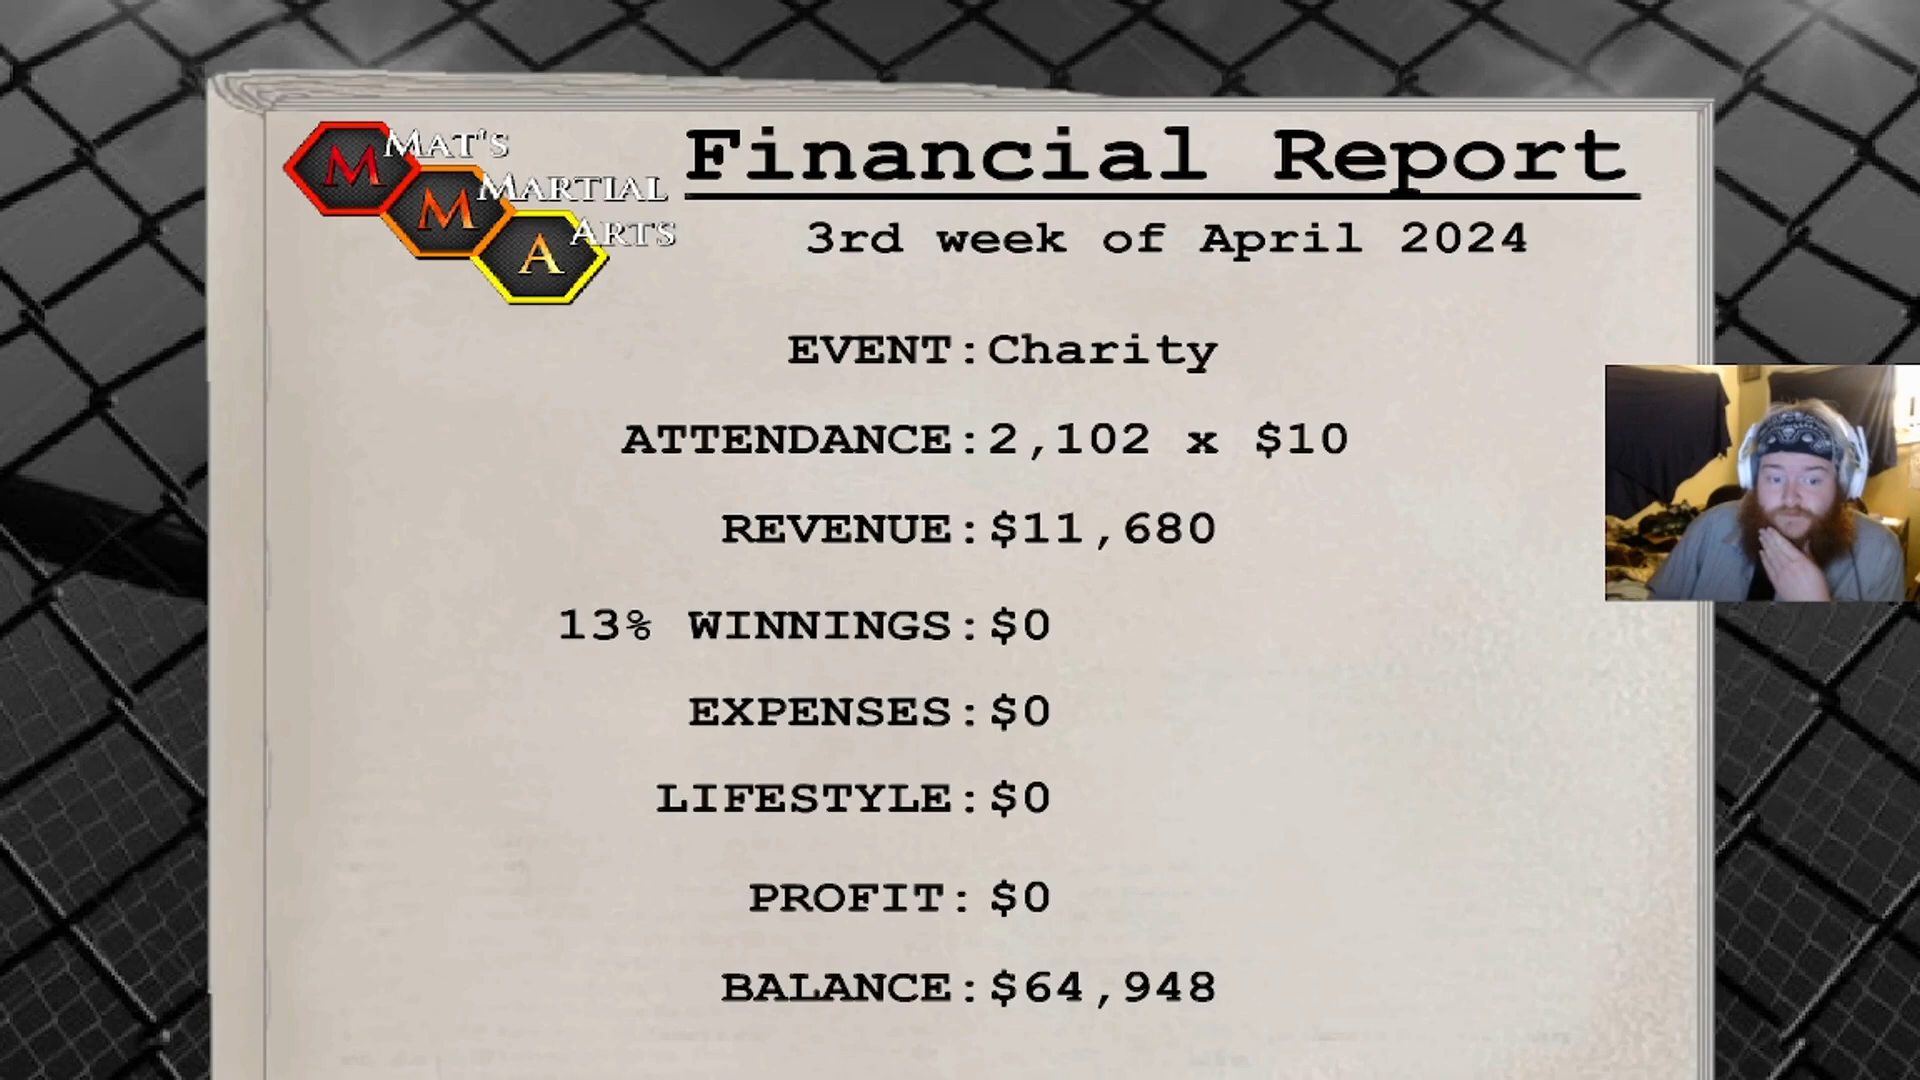 M MAT'S
M MARTIAL
A ARTS
Financial Report
3rd week of April 2024
EVENT:Charity
ATTENDANCE:2,102 x $10
REVENUE:$11,680
13% WINNINGS:$0
EXPENSES:$0
LIFESTYLE:$0
PROFIT: $0
BALANCE:$64,948